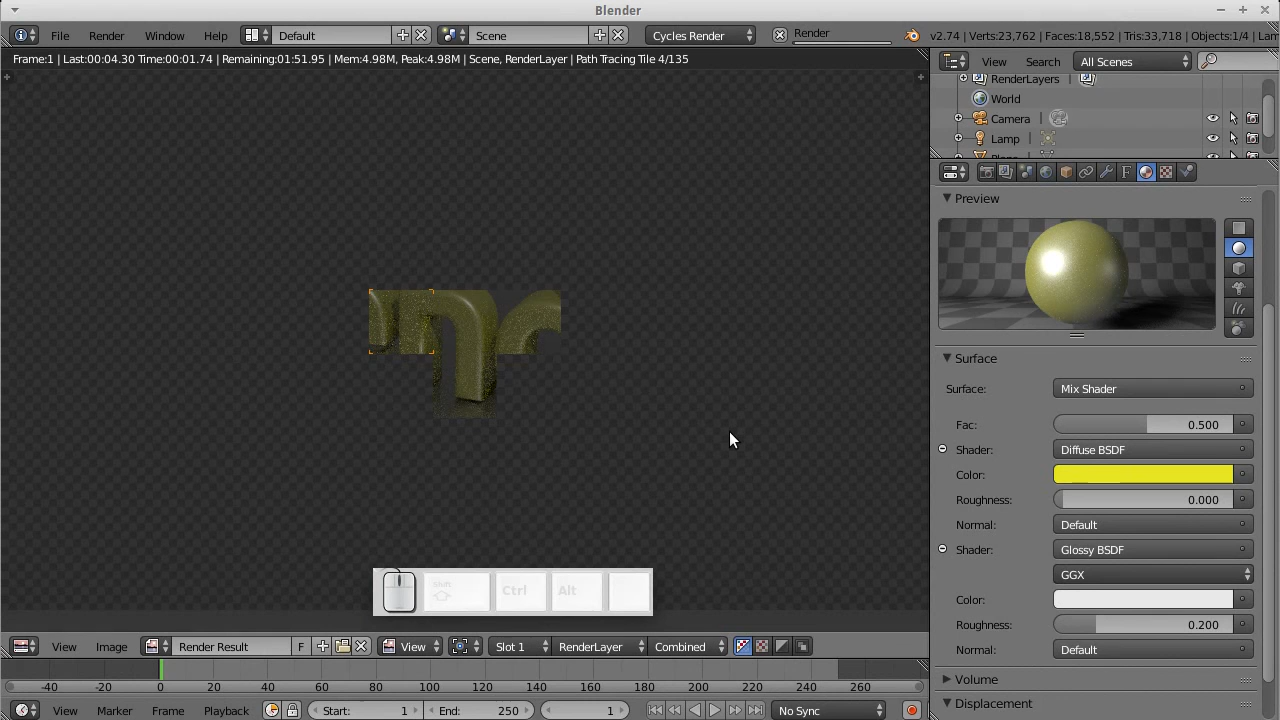 Blender
File Render Window Help Default Scene Cycles Render Render v2.74 | Verts:23,762 | Faces:18,552 | Tris:33,718 | Objects:1/4 | Lam
Frame:1 | Last:00:04.30 Time:00:01.74 | Remaining:01:51.95 | Mem:4.98M, Peak:4.98M | Scene, RenderLayer | Path Tracing Tile 4/135
View Search All Scenes
RenderLayers
World
Camera
Lamp
F
Preview
Surface
Surface: Mix Shader
Fac: 0.500
Shader: Diffuse BSDF
Color:
Roughness: 0.000
Normal: Default
Shader: Glossy BSDF
GGX
Color:
Roughness: 0.200
Normal: Default
Volume
Displacement
Shift
Ctrl Alt
View Image Render Result F View Slot 1 RenderLayer Combined
-40 -20 0 20 40 60 80 100 120 140 160 180 200 220 240 260
View Marker Frame Playback Start: 1 End: 250 1 No Sync